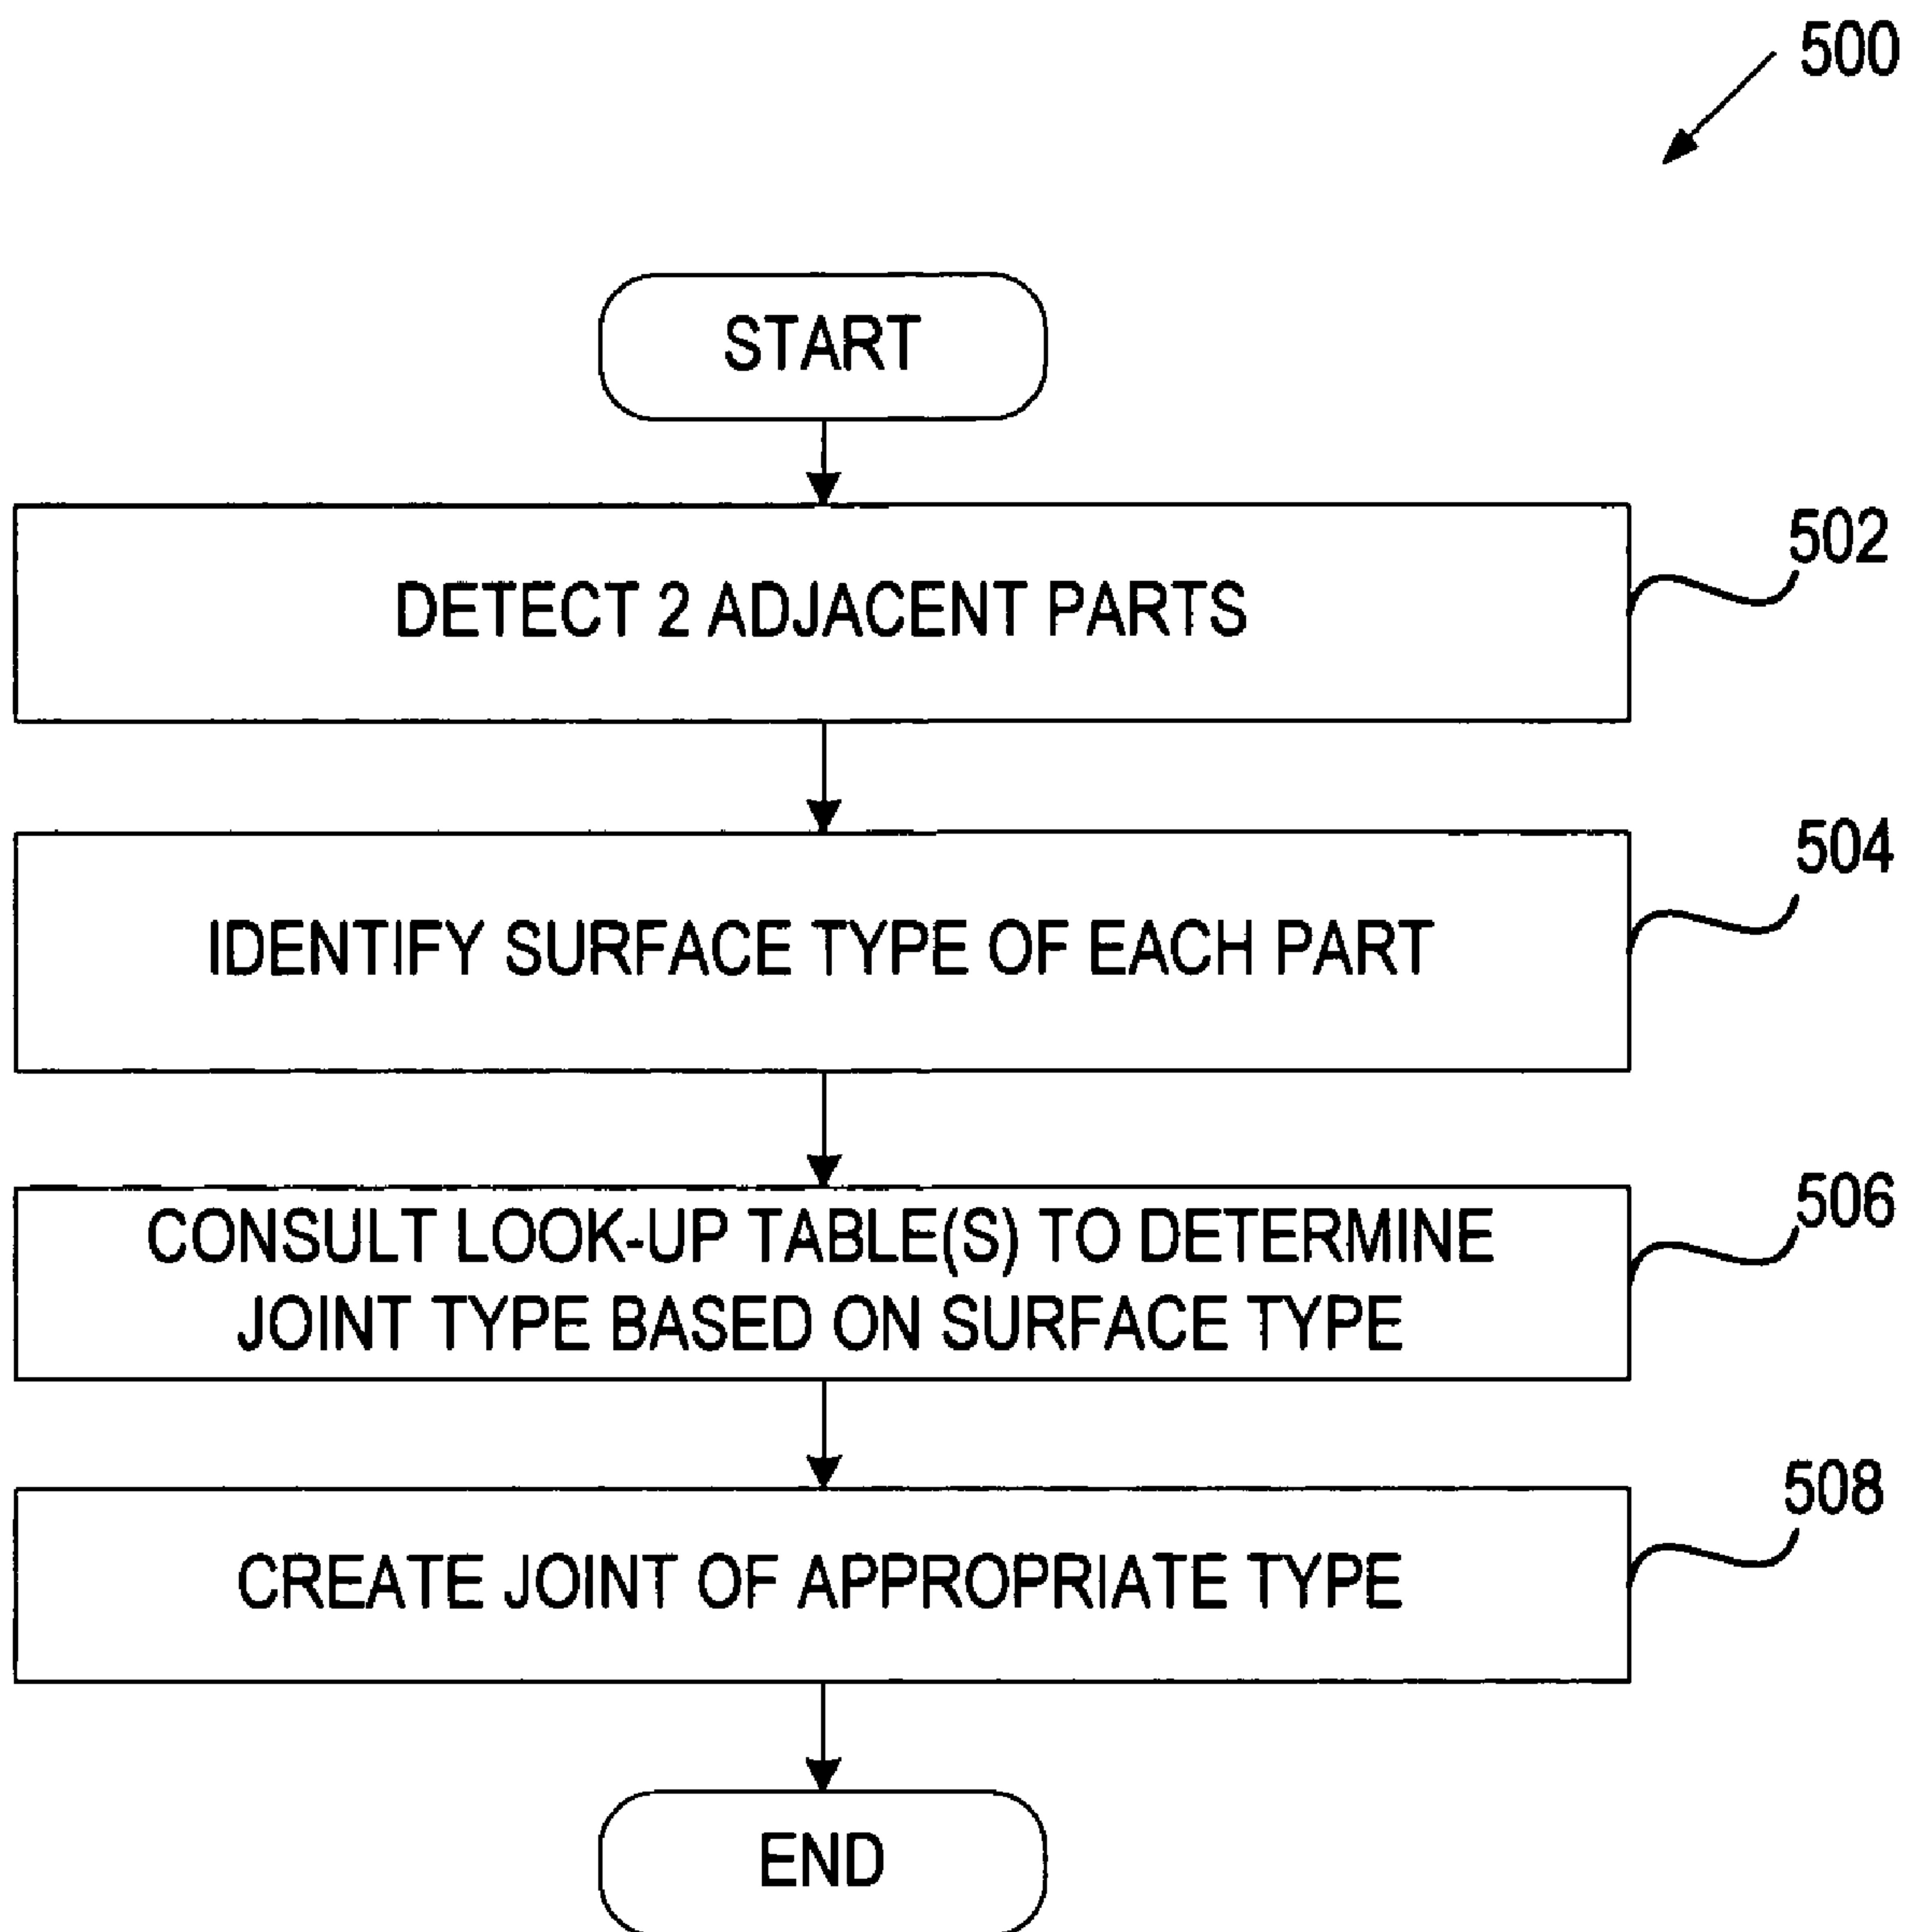 500
START
DETECT 2 ADJACENT PARTS
502
IDENTIFY SURFACE TYPE OF EACH PART
504
CONSULT LOOK-UP TABLE(S) TO DETERMINE
JOINT TYPE BASED ON SURFACE TYPE
506
CREATE JOINT OF APPROPRIATE TYPE
508
END